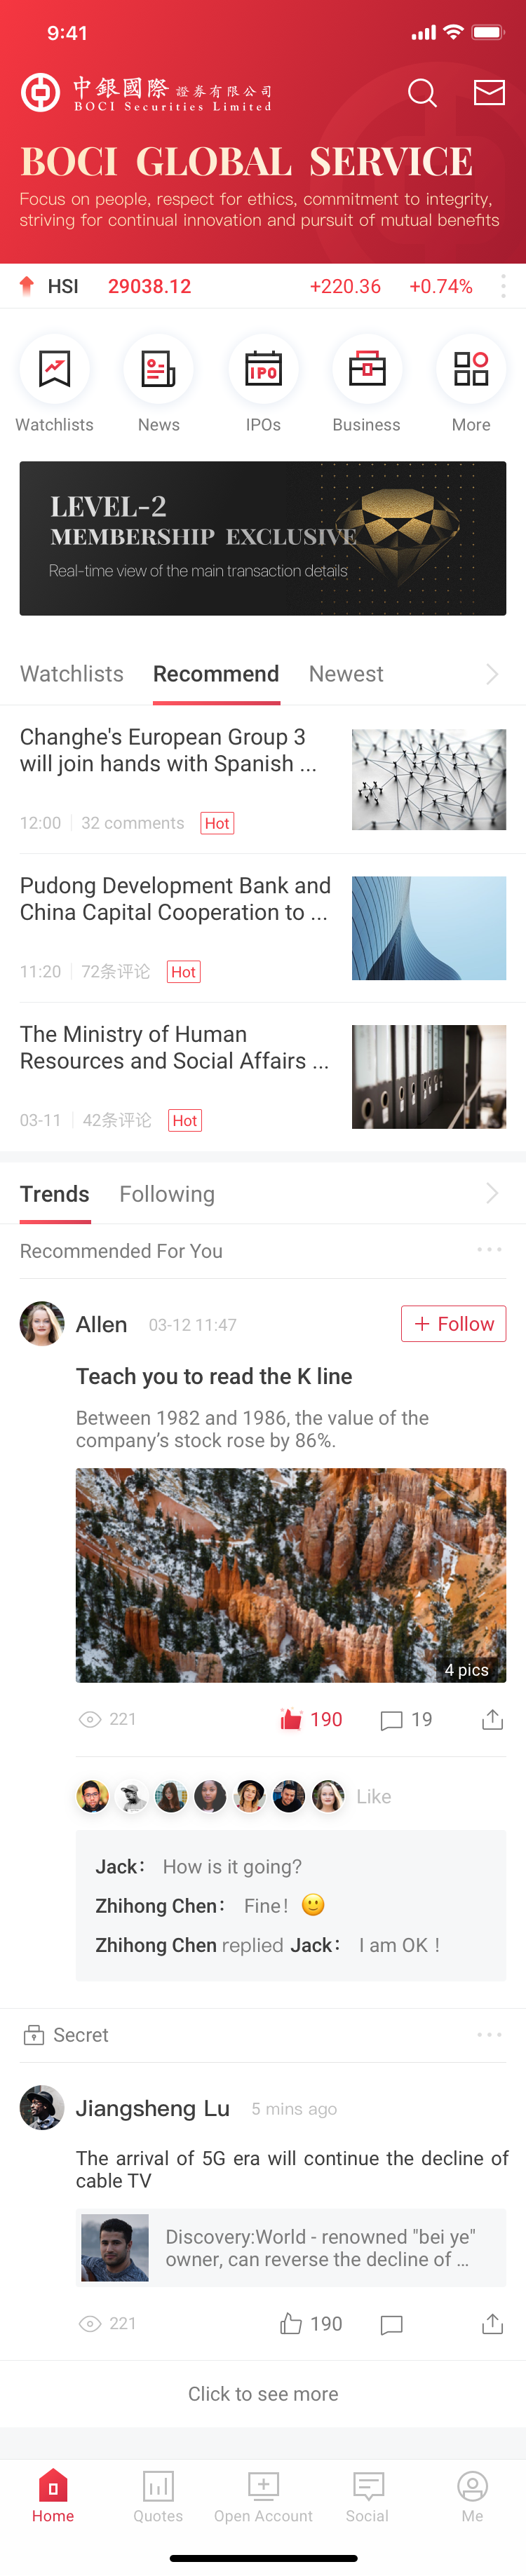 9:41
中銀國際 證券有限公司
BOCI Securities Limited
BOCI GLOBAL SERVICE
Focus on people, respect for ethics, commitment to integrity,
striving for continual innovation and pursuit of mutual benefits
HSI 29038.12 +220.36 +0.74%
IPO
Watchlists News IPOs Business More
LEVEL-2
MEMBERSHIP EXCLUSIVE
Real-time view of the main transaction details
Watchlists Recommend Newest
Changhe's European Group 3
will join hands with Spanish ...
12:00 32 comments Hot
Pudong Development Bank and
China Capital Cooperation to ...
11:20 72条评论 Hot
The Ministry of Human
Resources and Social Affairs ...
03-11 42条评论 Hot
Trends Following
Recommended For You
Allen 03-12 11:47 + Follow
Teach you to read the K line
Between 1982 and 1986, the value of the
company’s stock rose by 86%.
4 pics
221 190 19
Like
Jack： How is it going?
Zhihong Chen： Fine！ 🙂
Zhihong Chen replied Jack： I am OK！
Secret
Jiangsheng Lu 5 mins ago
The arrival of 5G era will continue the decline of
cable TV
Discovery:World - renowned "bei ye"
owner, can reverse the decline of ...
221 190
Click to see more
Home Quotes Open Account Social Me